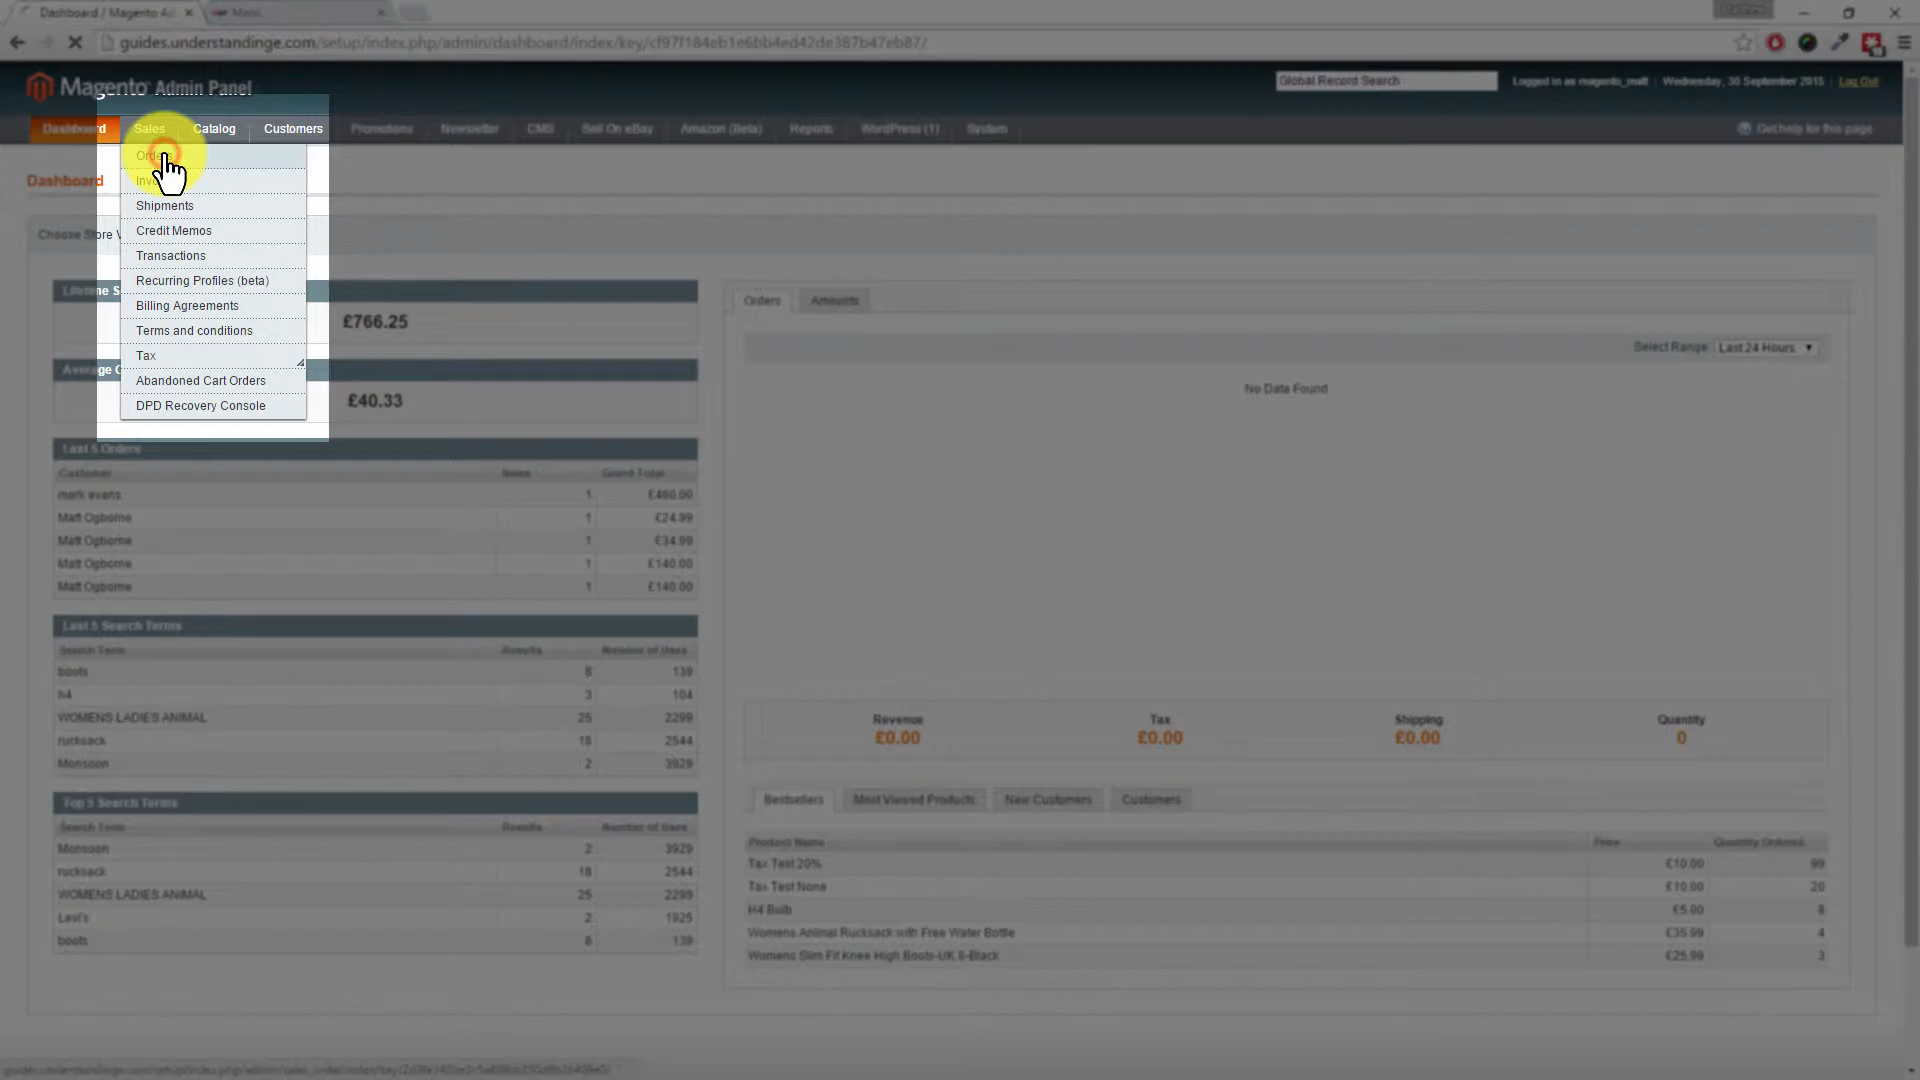 Dashboard / Magento Ad
guides.understandinge.com/setup/index.php/admin/dashboard/index/key/cf97f184eb1e6bb4ed42de387b47eb87/
Magento Admin Panel
Global Record Search
Logged in as magento_matt | Wednesday, 30 September 2015 | Log Out
Dashboard Sales Catalog Customers Promotions Newsletter CMS Sell On eBay Amazon (Beta) Reports WordPress (1) System Get help for this page
Orders
Dashboard
Shipments
Choose Store V
Credit Memos
Transactions
Recurring Profiles (beta)
Billing Agreements
Terms and conditions
Tax
Abandoned Cart Orders
DPD Recovery Console
Lifetime S
£766.25
Average O
£40.33
Last 5 Orders
Customer Items Grand Total
mark evans 1 £460.00
Matt Ogborne 1 £24.99
Matt Ogborne 1 £34.99
Matt Ogborne 1 £140.00
Matt Ogborne 1 £140.00
Last 5 Search Terms
Search Term Results Number of Uses
boots 8 139
h4 3 104
WOMENS LADIES ANIMAL 25 2299
rucksack 18 2544
Monsoon 2 3929
Top 5 Search Terms
Search Term Results Number of Uses
Monsoon 2 3929
rucksack 18 2544
WOMENS LADIES ANIMAL 25 2299
Levi's 2 1925
boots 8 139
Orders Amounts
Select Range: Last 24 Hours
No Data Found
Revenue Tax Shipping Quantity
£0.00 £0.00 £0.00 0
Bestsellers Most Viewed Products New Customers Customers
Product Name Price Quantity Ordered
Tax Test 20% £10.00 99
Tax Test None £10.00 20
H4 Bulb £5.00 8
Womens Animal Rucksack with Free Water Bottle £35.99 4
Womens Slim Fit Knee High Boots-UK 6-Black £25.99 3